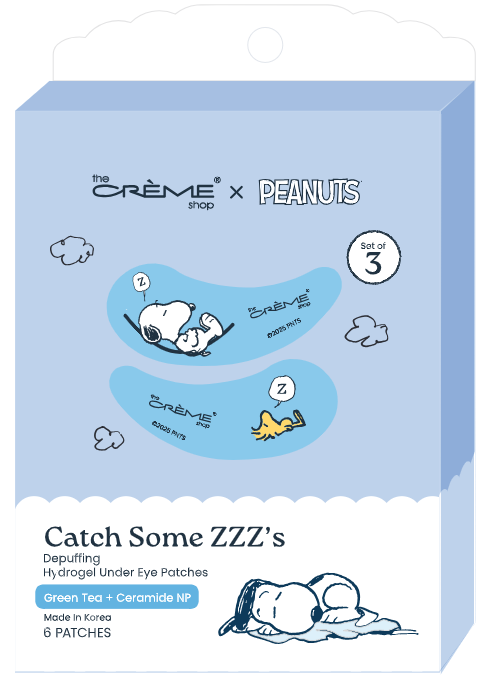 the
CRÈME®
shop
x
PEANUTS
Set of
3
Z
the
CRÈME®
shop
©2025 PNTS
Z
the
CRÈME®
shop
©2025 PNTS
Catch Some ZZZ’s
Depuffing
Hydrogel Under Eye Patches
Green Tea + Ceramide NP
Made In Korea
6 PATCHES